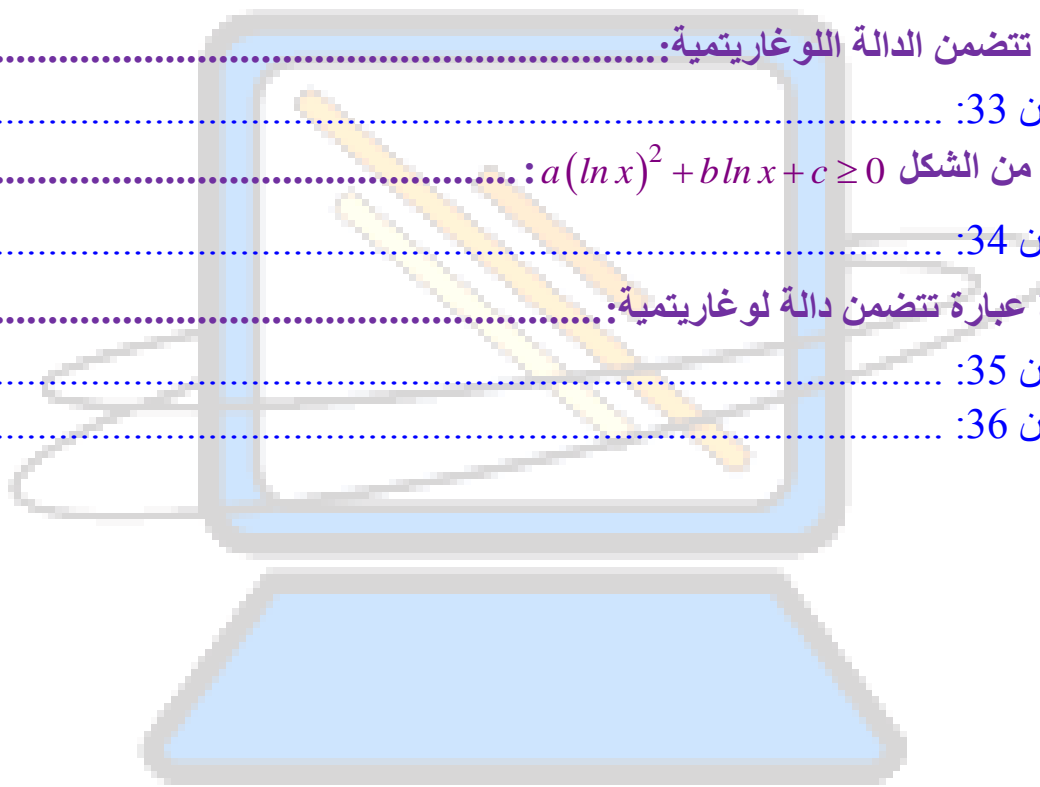 تتضمن الدالة اللوغاريتمية: ................................................................
ن 33: ................................................................................
من الشكل a(ln x)² + b ln x + c ≥ 0 : ..................................................
ن 34: ................................................................................
عبارة تتضمن دالة لوغاريتمية: ..........................................................
ن 35: ................................................................................
ن 36: ................................................................................